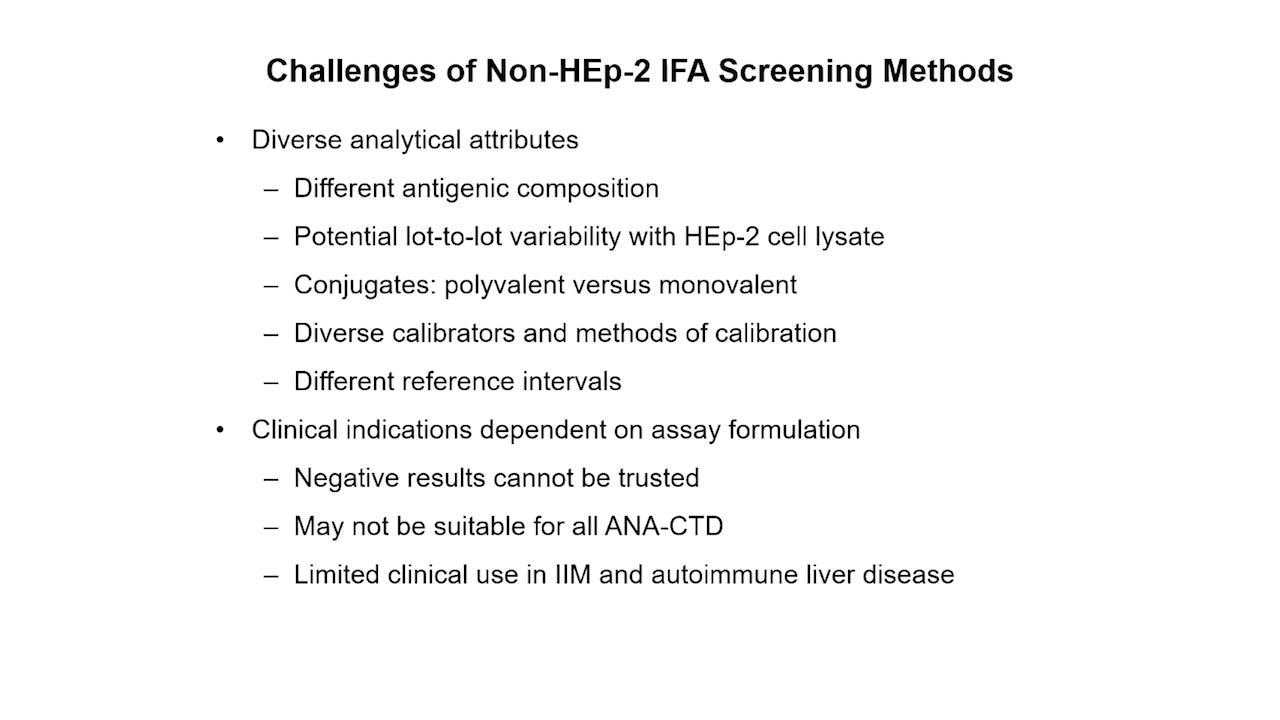 Challenges of Non-HEp-2 IFA Screening Methods
• Diverse analytical attributes
– Different antigenic composition
– Potential lot-to-lot variability with HEp-2 cell lysate
– Conjugates: polyvalent versus monovalent
– Diverse calibrators and methods of calibration
– Different reference intervals
• Clinical indications dependent on assay formulation
– Negative results cannot be trusted
– May not be suitable for all ANA-CTD
– Limited clinical use in IIM and autoimmune liver disease